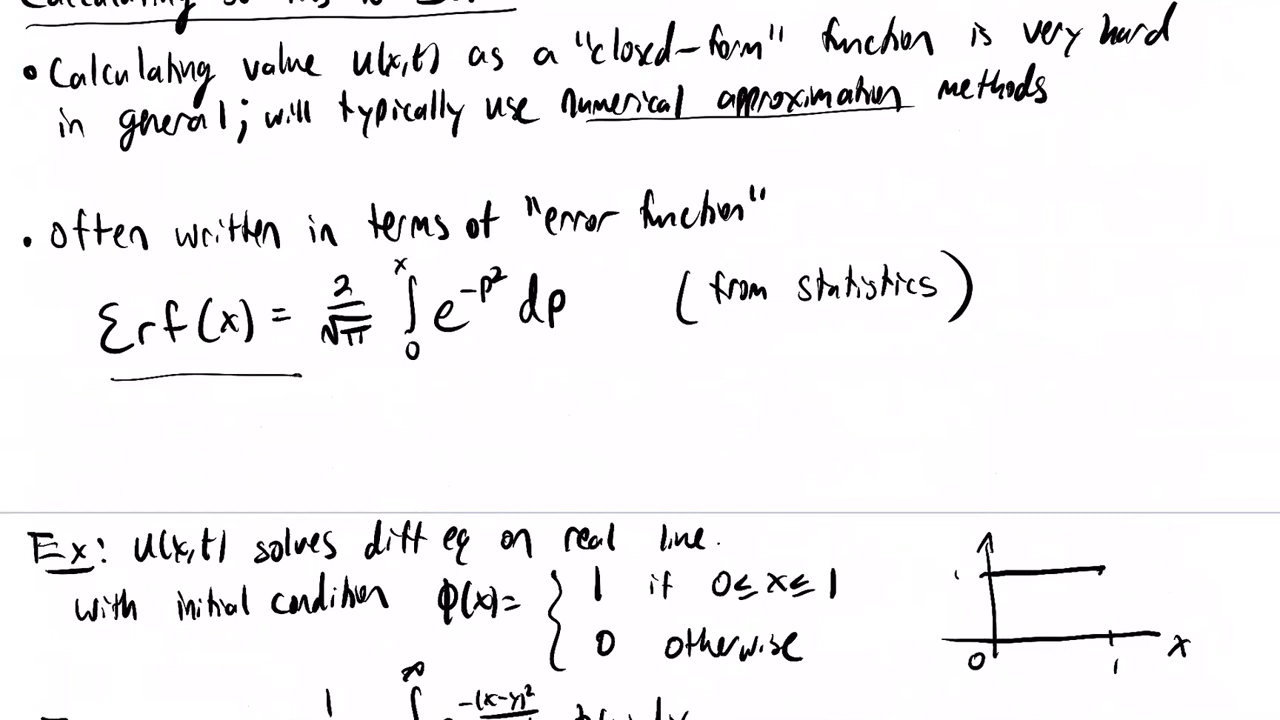 • Calculating value u(x,t) as a "closed-form" function is very hard
in general; will typically use numerical approximation methods
• Often written in terms of "error function"
Erf(x) = 2/√π ∫₀ˣ e^{-p²} dp (from statistics)
Ex: u(x,t) solves diff eq on real line.
with initial condition φ(x) = { 1 if 0 ≤ x ≤ 1
0 otherwise
1
0 1 x
1 ∫^∞ e -(x-y)²